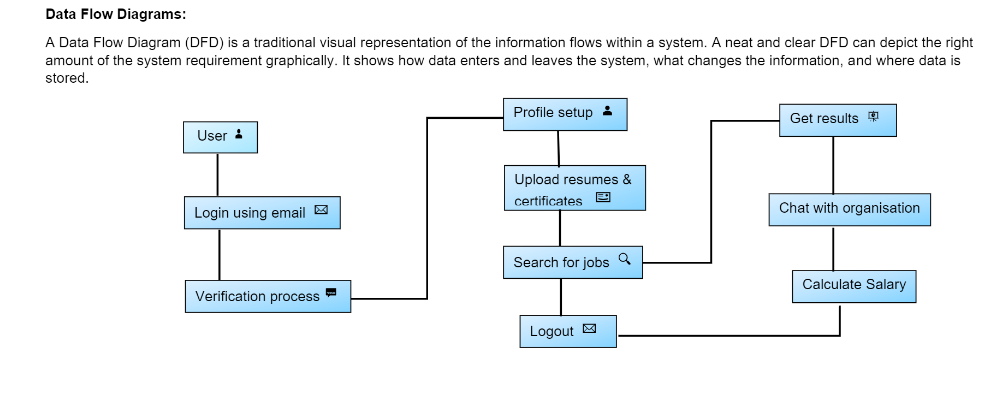 Data Flow Diagrams:
A Data Flow Diagram (DFD) is a traditional visual representation of the information flows within a system. A neat and clear DFD can depict the right
amount of the system requirement graphically. It shows how data enters and leaves the system, what changes the information, and where data is
stored.
User
Login using email
Verification process
Profile setup
Upload resumes &
certificates
Search for jobs
Logout
Get results
Chat with organisation
Calculate Salary